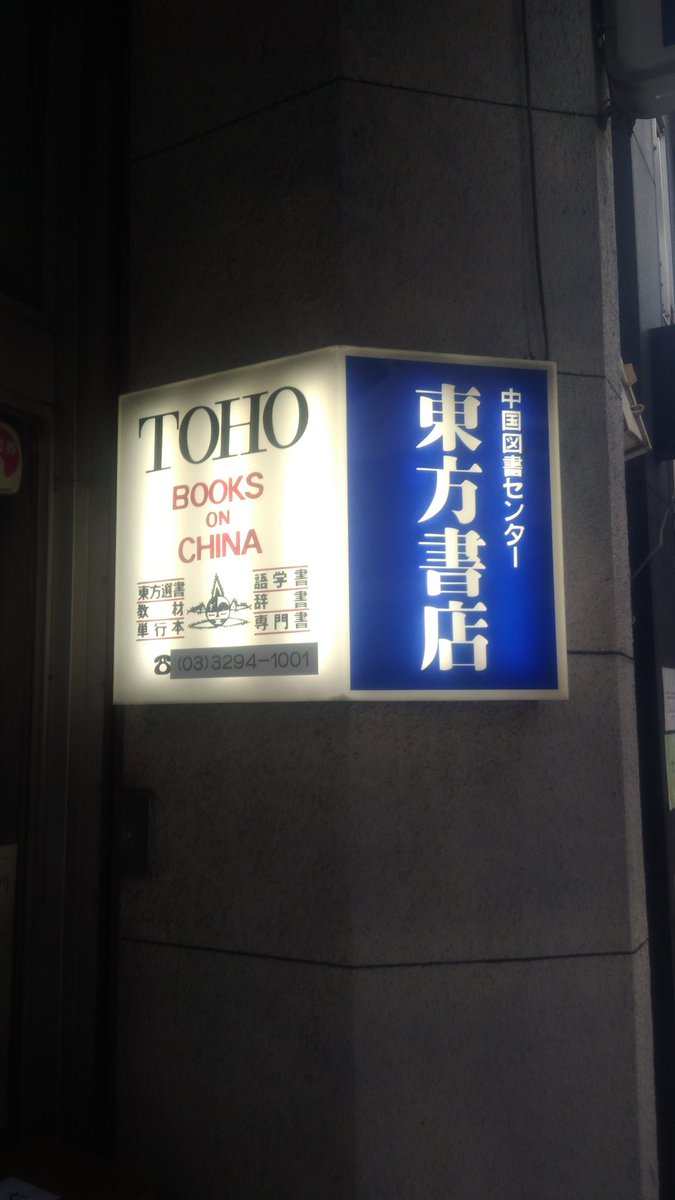 TOHO
BOOKS
ON
CHINA
東方選書 語学書
教材 辞書
単行本 専門書
☎(03)3294-1001
中国図書センター
東方書店